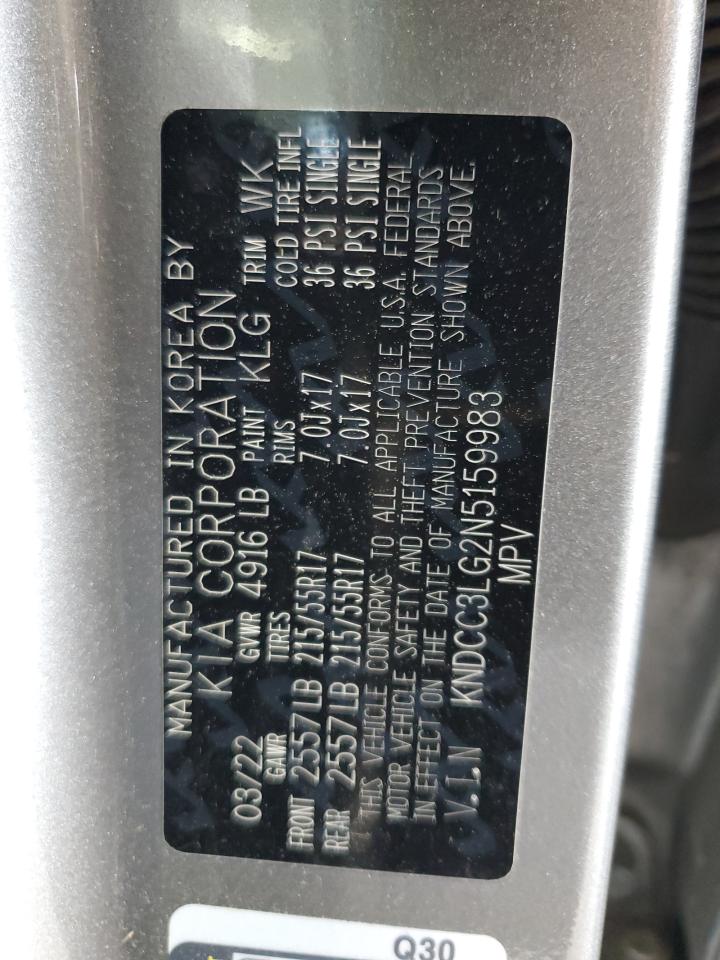 MANUFACTURED IN KOREA BY
KIA CORPORATION
03/22 GVWR 4916 LB PAINT KLG TRIM WK
GAWR TIRES RIMS COLD TIRE INFL
FRONT 2557LB 215/55R17 7.0Jx17 36 PSI SINGLE
REAR 2557LB 215/55R17 7.0Jx17 36 PSI SINGLE
THIS VEHICLE CONFORMS TO ALL APPLICABLE U.S.A. FEDERAL
MOTOR VEHICLE SAFETY AND THEFT PREVENTION STANDARDS
IN EFFECT ON THE DATE OF MANUFACTURE SHOWN ABOVE.
V.I.N KNDCC3LG2N5159983
MPV
Q30